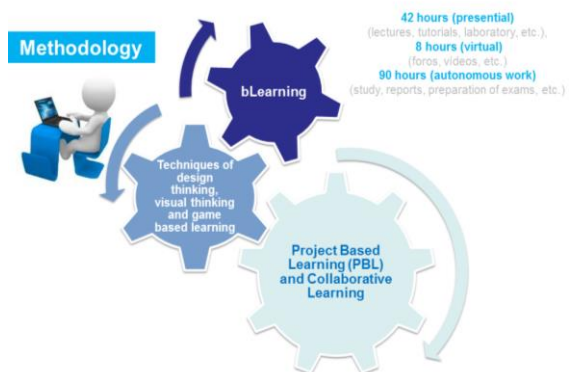 Methodology
42 hours (presential)
(lectures, tutorials, laboratory, etc.),
8 hours (virtual)
(foros, videos, etc.)
90 hours (autonomous work)
(study, reports, preparation of exams, etc.)
bLearning
Techniques of
design
thinking,
visual thinking
and game
based learning
Project Based
Learning (PBL)
and Collaborative
Learning